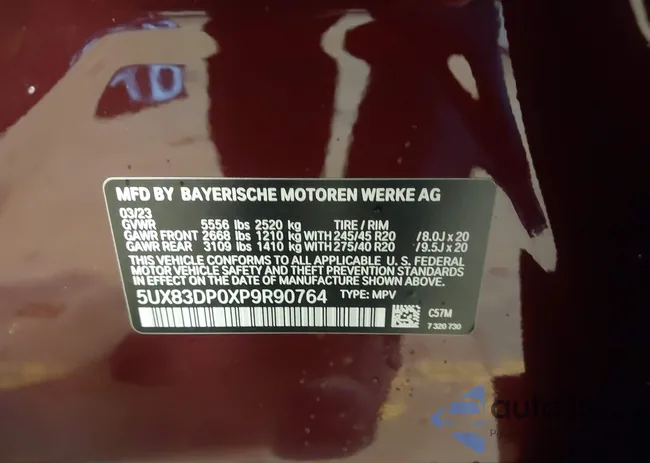 MFD BY BAYERISCHE MOTOREN WERKE AG
03/23
GVWR 5556 lbs 2520 kg TIRE / RIM
GAWR FRONT 2668 lbs 1210 kg WITH 245/45 R20 /8.0J x 20
GAWR REAR 3109 lbs 1410 kg WITH 275/40 R20 /9.5J x 20
THIS VEHICLE CONFORMS TO ALL APPLICABLE U. S. FEDERAL
MOTOR VEHICLE SAFETY AND THEFT PREVENTION STANDARDS
IN EFFECT ON THE DATE OF MANUFACTURE SHOWN ABOVE.
5UX83DP0XP9R90764 TYPE: MPV
C57M
7 320 730